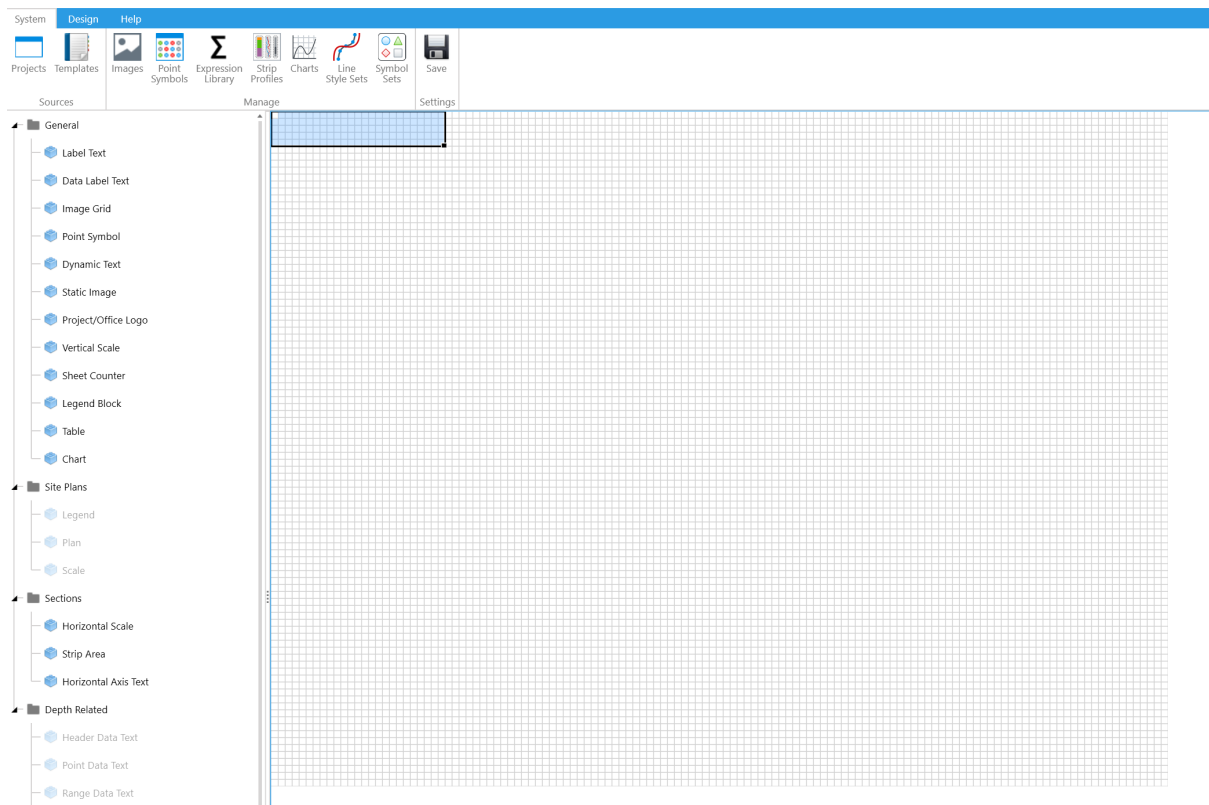 System Design Help
Projects Templates Images Point Symbols Expression Library Strip Profiles Charts Line Style Sets Symbol Sets Save
Sources Manage Settings
General
Label Text
Data Label Text
Image Grid
Point Symbol
Dynamic Text
Static Image
Project/Office Logo
Vertical Scale
Sheet Counter
Legend Block
Table
Chart
Site Plans
Legend
Plan
Scale
Sections
Horizontal Scale
Strip Area
Horizontal Axis Text
Depth Related
Header Data Text
Point Data Text
Range Data Text